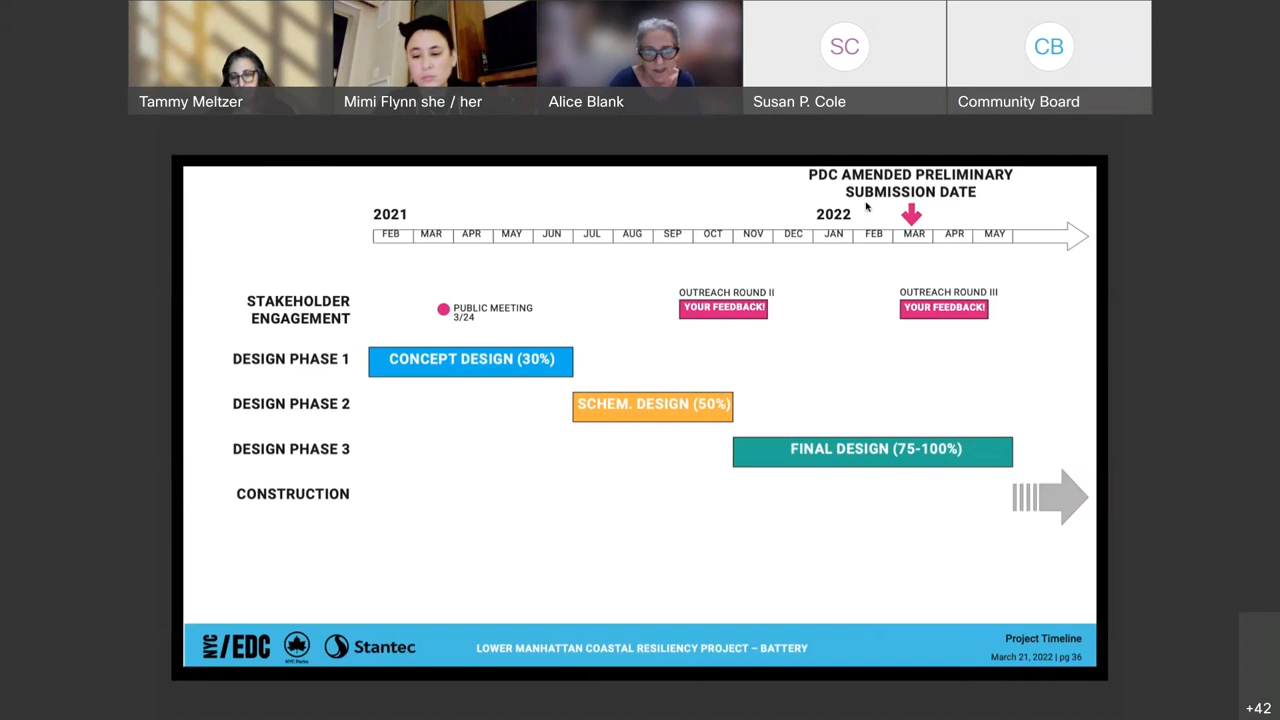 Tammy Meltzer
Mimi Flynn she / her
Alice Blank
SC
Susan P. Cole
CB
Community Board
PDC AMENDED PRELIMINARY
SUBMISSION DATE
2021
2022
FEB MAR APR MAY JUN JUL AUG SEP OCT NOV DEC JAN FEB MAR APR MAY
STAKEHOLDER
ENGAGEMENT
PUBLIC MEETING
3/24
OUTREACH ROUND II
YOUR FEEDBACK!
OUTREACH ROUND III
YOUR FEEDBACK!
DESIGN PHASE 1
CONCEPT DESIGN (30%)
DESIGN PHASE 2
SCHEM. DESIGN (50%)
DESIGN PHASE 3
FINAL DESIGN (75-100%)
CONSTRUCTION
NYC/EDC
NYC Parks
Stantec
LOWER MANHATTAN COASTAL RESILIENCY PROJECT – BATTERY
Project Timeline
March 21, 2022 | pg 36
+42